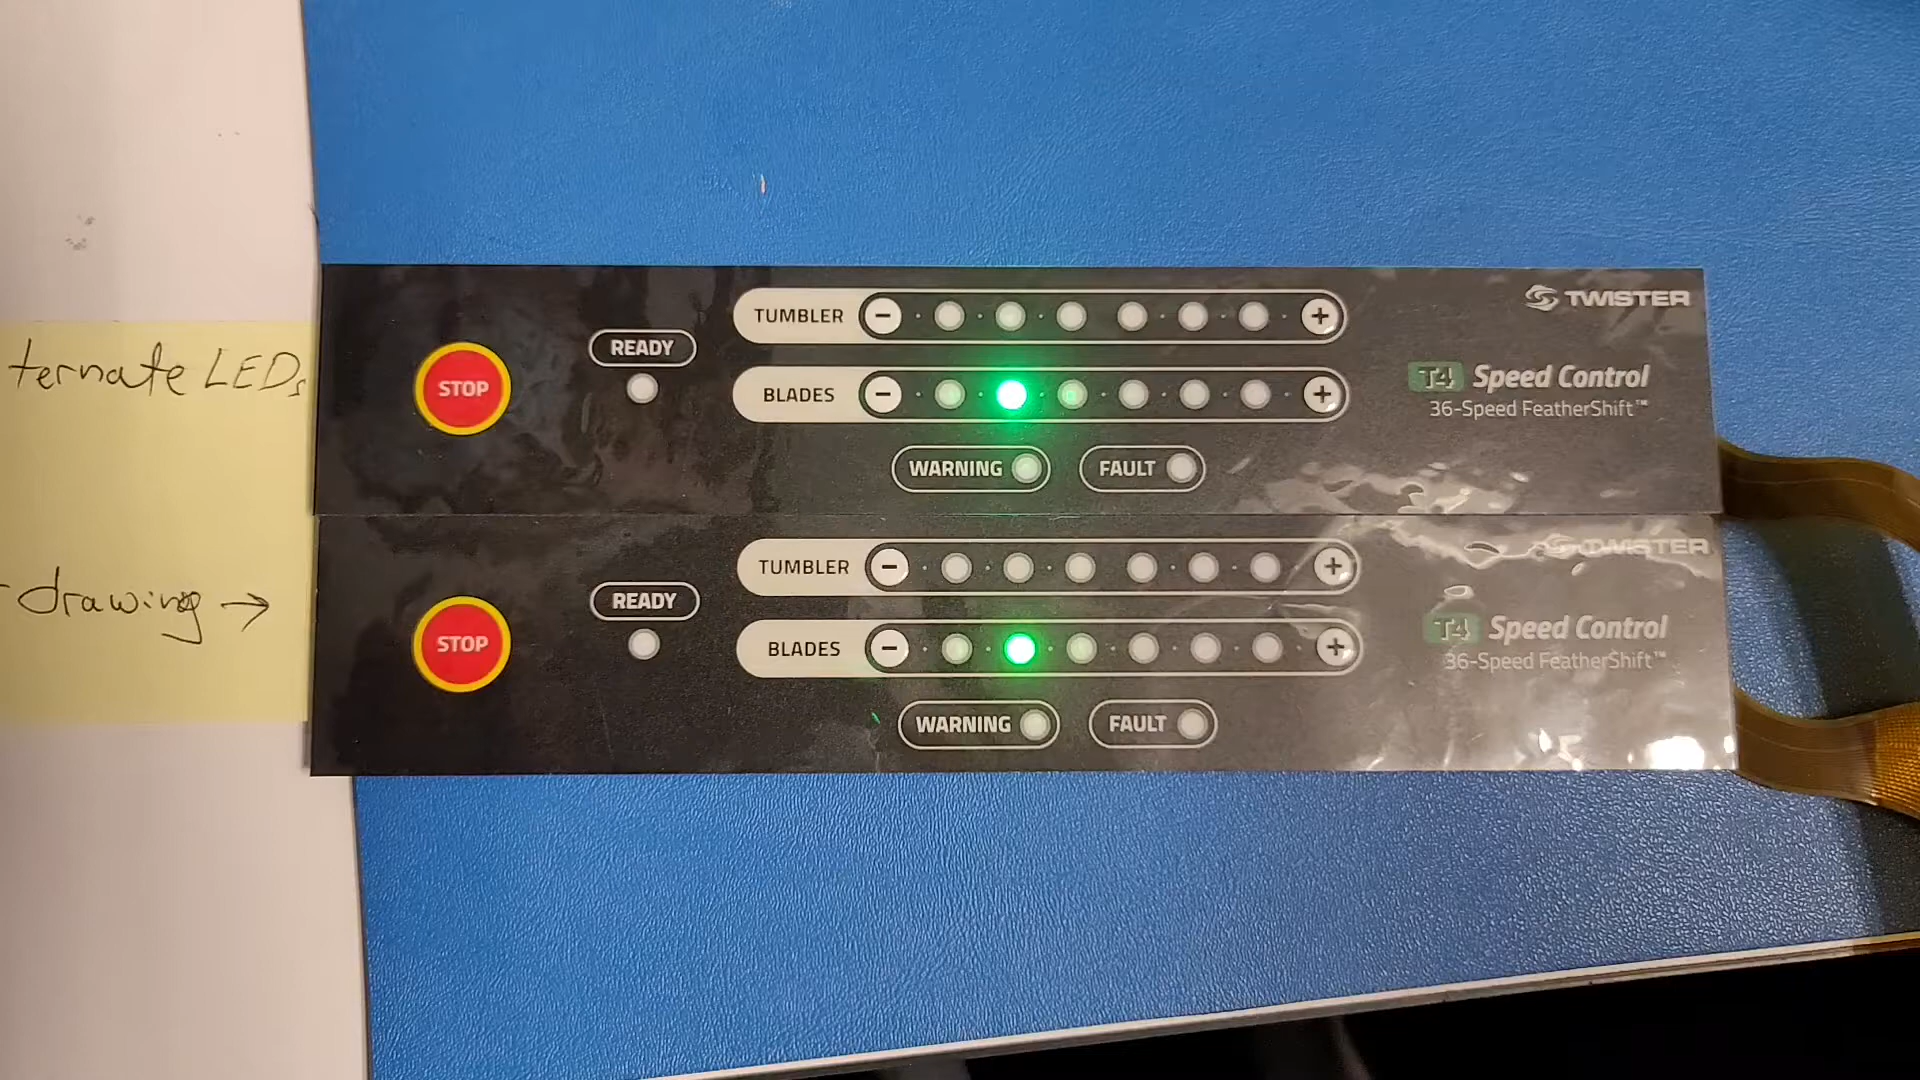 TWISTER
TUMBLER - +
READY
ternate LEDs
STOP
BLADES - +
T4 Speed Control
36-Speed FeatherShift™
WARNING FAULT
TWISTER
TUMBLER - +
READY
drawing →
STOP
BLADES - +
T4 Speed Control
36-Speed FeatherShift™
WARNING FAULT